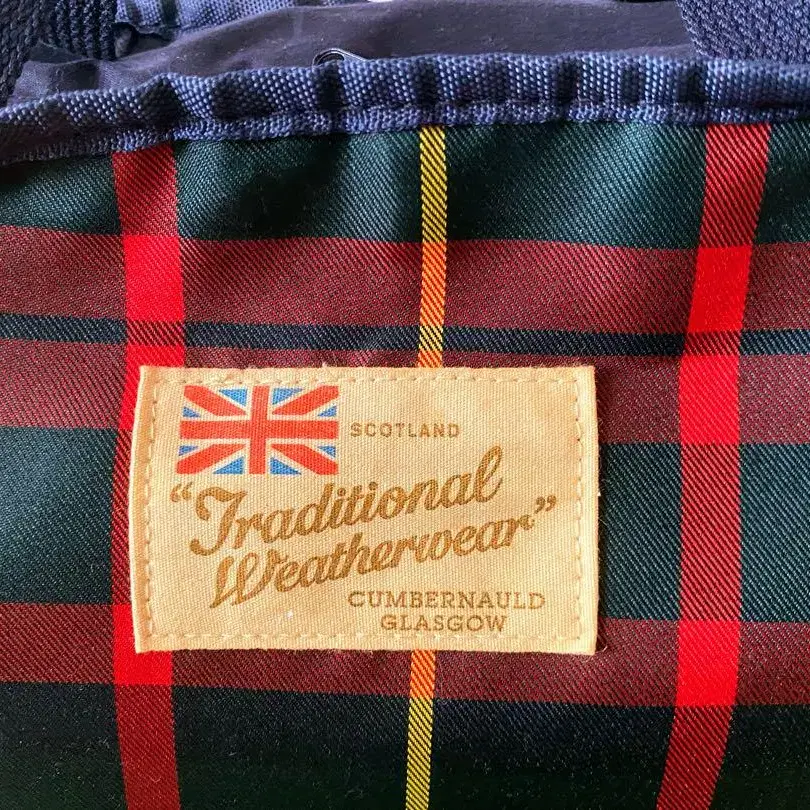 SCOTLAND
“Traditional
Weatherwear”
CUMBERNAULD
GLASGOW